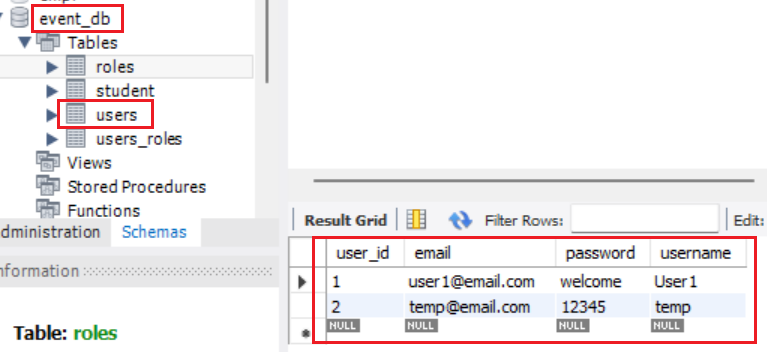 event_db
Tables
roles
student
users
users_roles
Views
Stored Procedures
Functions
dministration Schemas
nformation
Table: roles
Result Grid Filter Rows: Edit:
user_id email password username
1 user1@email.com welcome User1
2 temp@email.com 12345 temp
NULL NULL NULL NULL